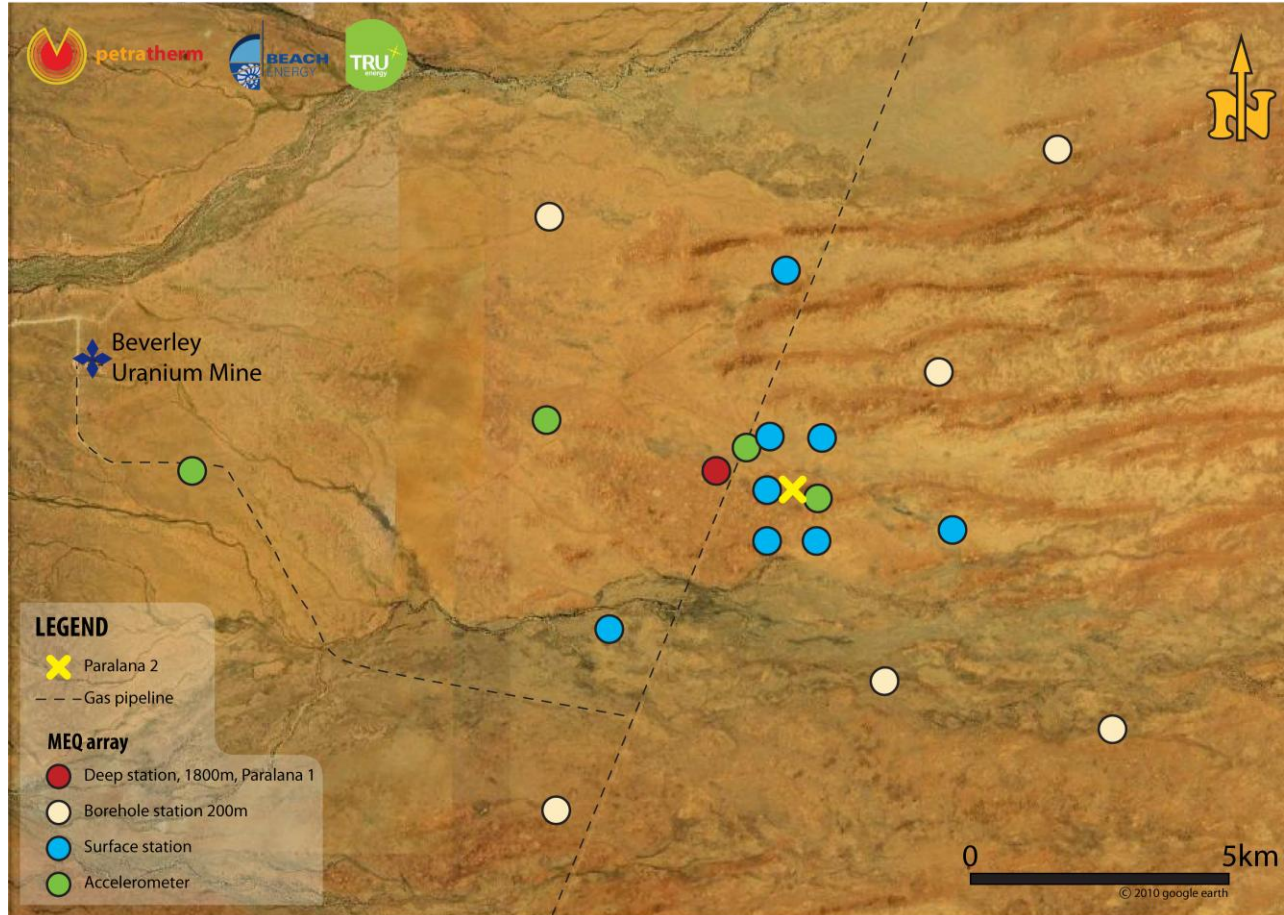 petratherm
BEACH
ENERGY
TRU
energy
N
Beverley
Uranium Mine
LEGEND
Paralana 2
Gas pipeline
MEQ array
Deep station, 1800m, Paralana 1
Borehole station 200m
Surface station
Accelerometer
0 5km
© 2010 google earth